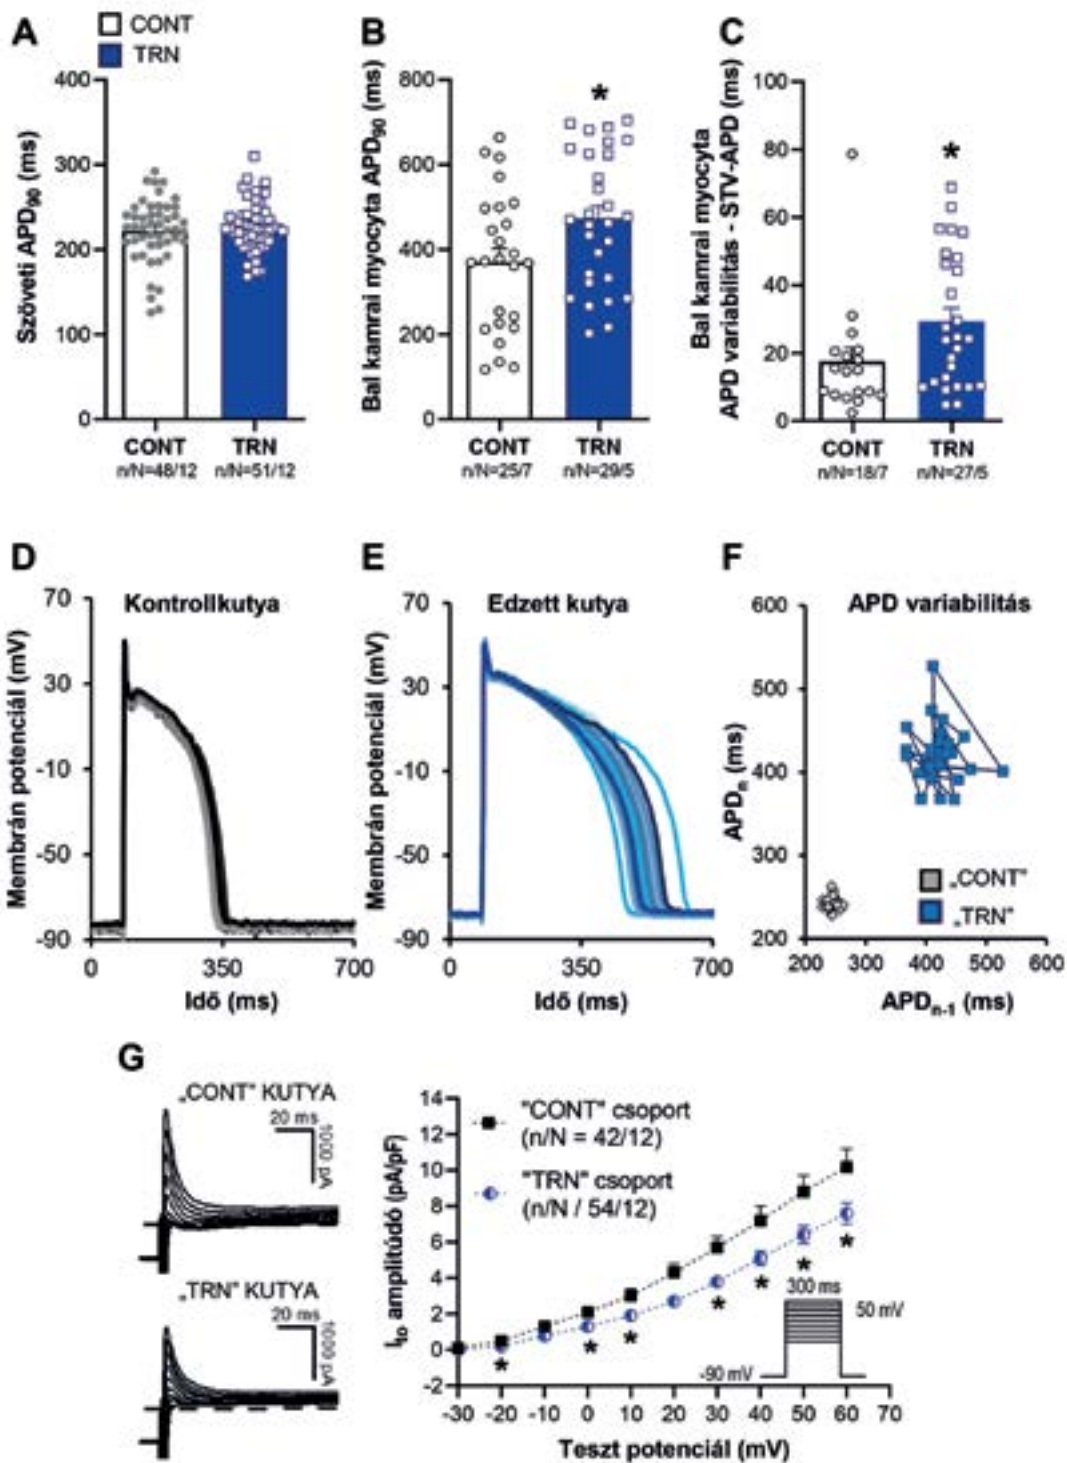 A
CONT
TRN
Szöveti APD90 (ms)
400
300
200
100
0
CONT
n/N=48/12
TRN
n/N=51/12
B
Bal kamrai myocyta APD90 (ms)
800
600
400
200
0
*
CONT
n/N=25/7
TRN
n/N=29/5
C
Bal kamrai myocyta
APD variabilitás - STV-APD (ms)
100
80
60
40
20
0
*
CONT
n/N=18/7
TRN
n/N=27/5
D
Kontrollkutya
Membrán potenciál (mV)
70
30
-10
-50
-90
0
350
700
Idő (ms)
E
Edzett kutya
Membrán potenciál (mV)
70
30
-10
-50
-90
0
350
700
Idő (ms)
F
APD variabilitás
APDn (ms)
600
500
400
300
200
„CONT”
„TRN”
200 300 400 500 600
APDn-1 (ms)
G
„CONT” KUTYA
20 ms
1000 pA
„TRN” KUTYA
20 ms
1000 pA
Ito amplitúdó (pA/pF)
14
12
10
8
6
4
2
0
-2
"CONT" csoport
(n/N = 42/12)
"TRN" csoport
(n/N / 54/12)
* * * * * * *
300 ms
50 mV
-90 mV
-30 -20 -10 0 10 20 30 40 50 60 70
Teszt potenciál (mV)